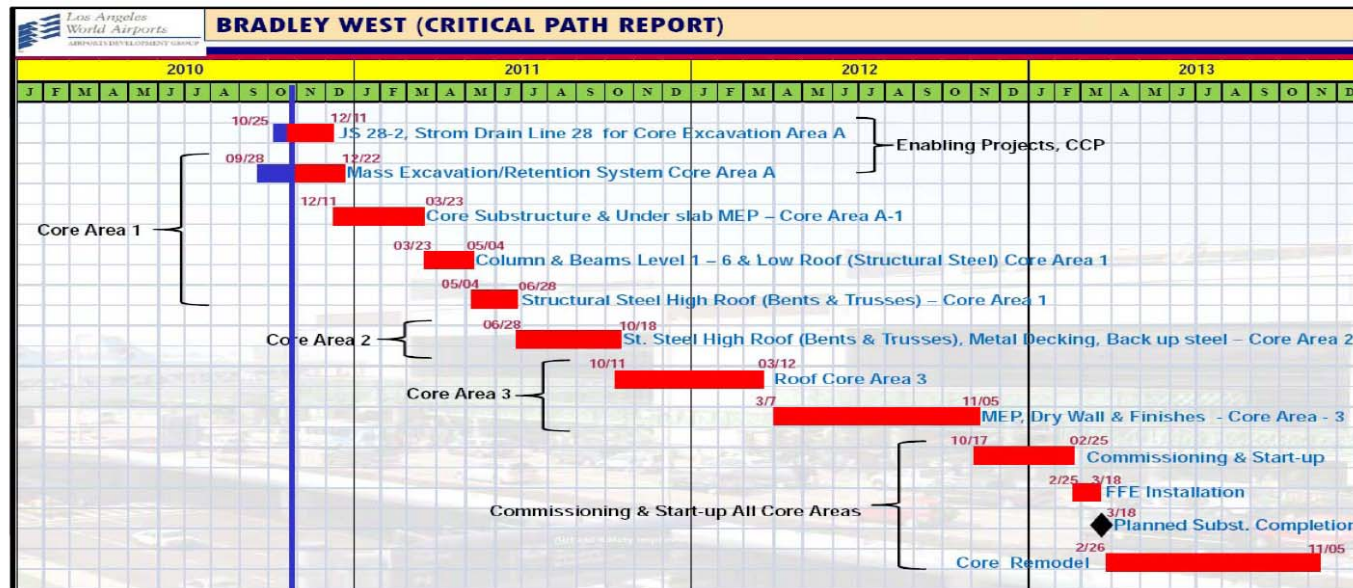 Los Angeles
World Airports
AIRPORTS DEVELOPMENT GROUP
BRADLEY WEST (CRITICAL PATH REPORT)
2010 2011 2012 2013
J F M A M J J A S O N D J F M A M J J A S O N D J F M A M J J A S O N D J F M A M J J A S O N D
10/25 12/11
JS 28-2, Strom Drain Line 28 for Core Excavation Area A
Enabling Projects, CCP
09/28 12/22
Mass Excavation/Retention System Core Area A
12/11 03/23
Core Substructure & Under slab MEP – Core Area A-1
Core Area 1
03/23 05/04
Column & Beams Level 1 – 6 & Low Roof (Structural Steel) Core Area 1
05/04 06/28
Structural Steel High Roof (Bents & Trusses) – Core Area 1
06/28 10/18
Core Area 2
St. Steel High Roof (Bents & Trusses), Metal Decking, Back up steel – Core Area 2
10/11 03/12
Roof Core Area 3
Core Area 3
3/7 11/05
MEP, Dry Wall & Finishes - Core Area - 3
10/17 02/25
Commissioning & Start-up
2/25 3/18
FFE Installation
Commissioning & Start-up All Core Areas
3/18
Planned Subst. Completion
2/26 11/05
Core Remodel